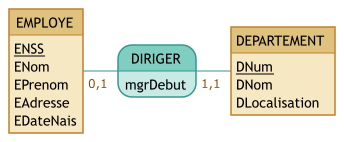 EMPLOYE
ENSS
ENom
EPrenom
EAdresse
EDateNais
0,1
DIRIGER
mgrDebut
1,1
DEPARTEMENT
DNum
DNom
DLocalisation